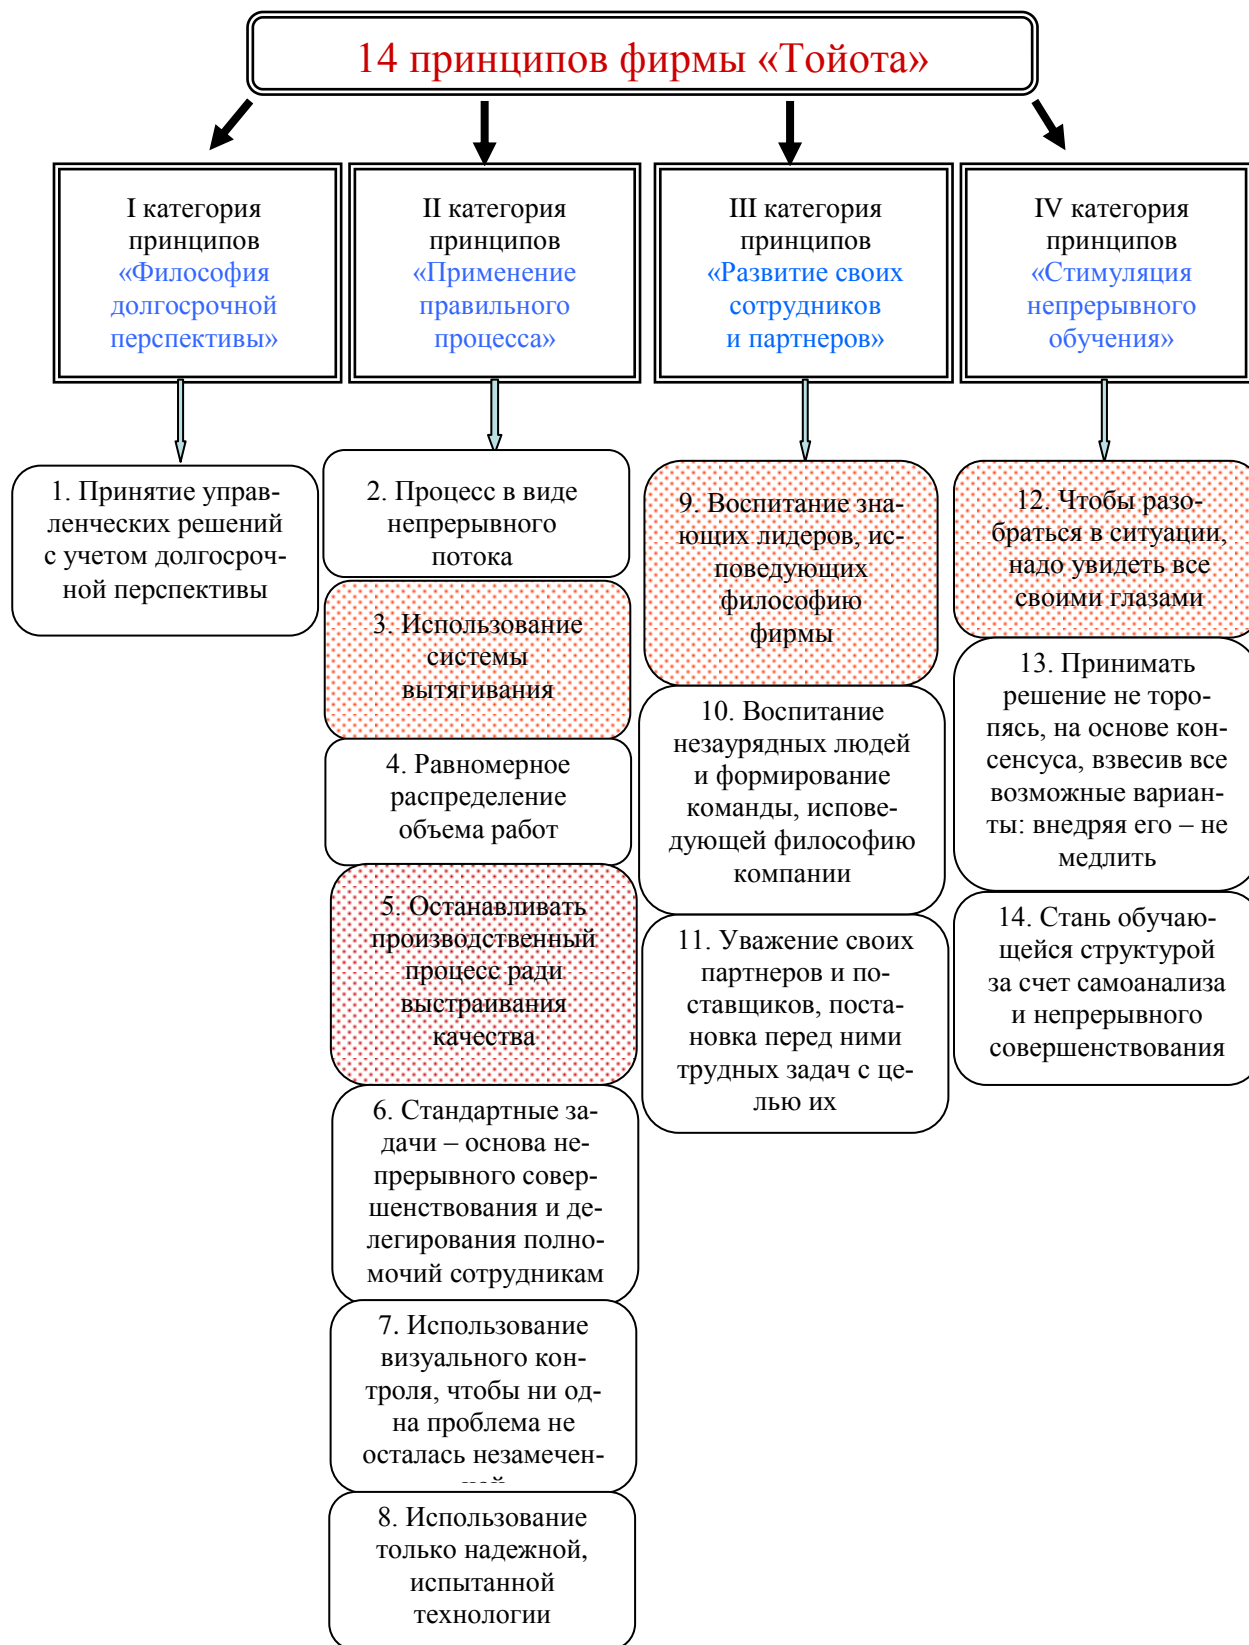 14 принципов фирмы «Тойота»
I категория
принципов
«Философия
долгосрочной
перспективы»
II категория
принципов
«Применение
правильного
процесса»
III категория
принципов
«Развитие своих
сотрудников
и партнеров»
IV категория
принципов
«Стимуляция
непрерывного
обучения»
1. Принятие управ-
ленческих решений
с учетом долгосроч-
ной перспективы
2. Процесс в виде
непрерывного
потока
3. Использование
системы
вытягивания
4. Равномерное
распределение
объема работ
5. Останавливать
производственный
процесс ради
выстраивания
качества
6. Стандартные за-
дачи – основа не-
прерывного совер-
шенствования и де-
легирования полно-
мочий сотрудникам
7. Использование
визуального кон-
троля, чтобы ни од-
на проблема не
осталась незамечен-
8. Использование
только надежной,
испытанной
технологии
9. Воспитание зна-
ющих лидеров, ис-
поведующих
философию
фирмы
10. Воспитание
незаурядных людей
и формирование
команды, испове-
дующей философию
компании
11. Уважение своих
партнеров и по-
ставщиков, поста-
новка перед ними
трудных задач с це-
лью их
12. Чтобы разо-
браться в ситуации,
надо увидеть все
своими глазами
13. Принимать
решение не торо-
пясь, на основе кон-
сенсуса, взвесив все
возможные вариан-
ты: внедряя его – не
медлить
14. Стань обучаю-
щейся структурой
за счет самоанализа
и непрерывного
совершенствования